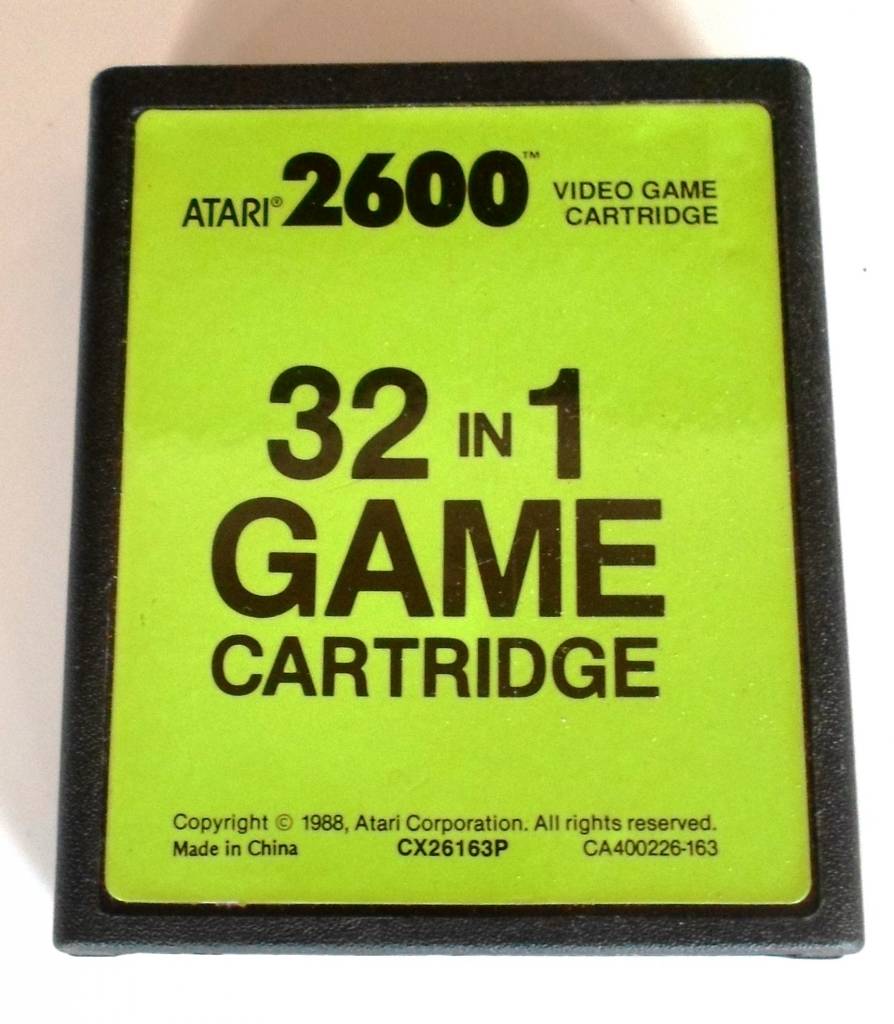 ATARI® 2600™ VIDEO GAME
CARTRIDGE
32 IN 1
GAME
CARTRIDGE
Copyright © 1988, Atari Corporation. All rights reserved.
Made in China CX26163P CA400226-163